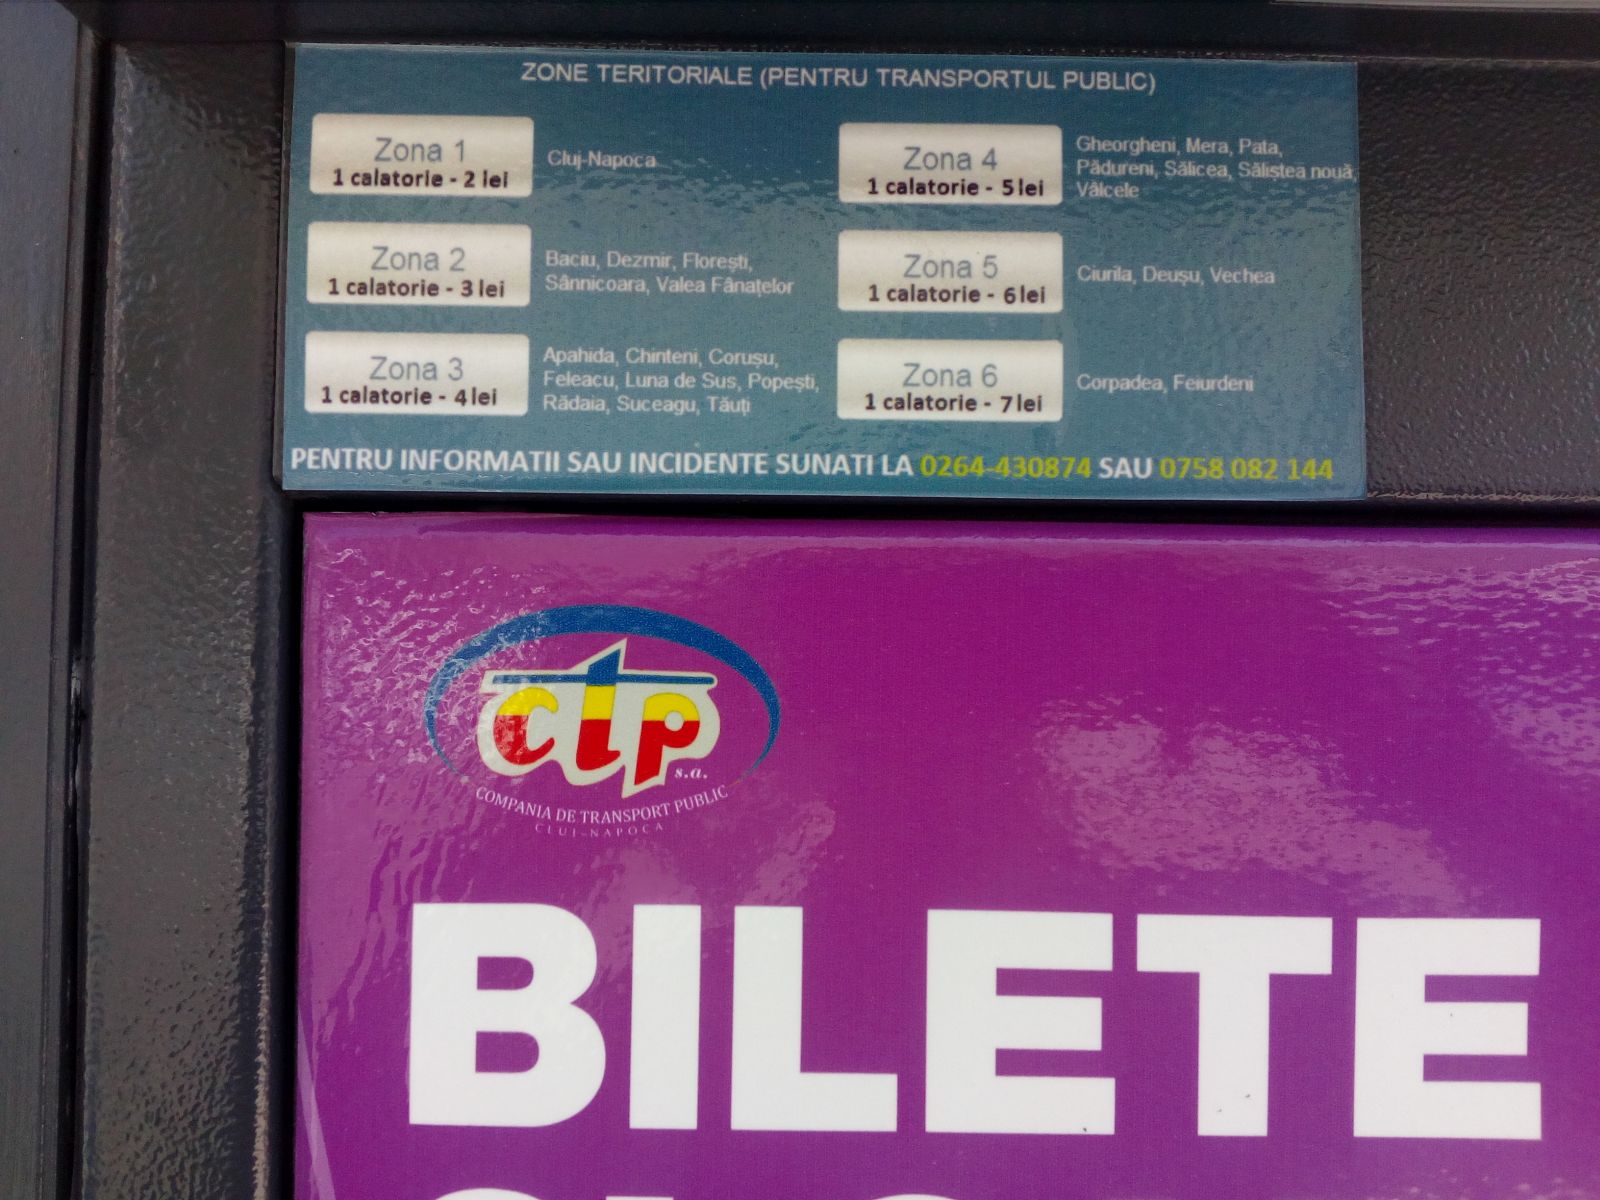 ZONE TERITORIALE (PENTRU TRANSPORTUL PUBLIC)
Zona 1
1 calatorie - 2 lei
Cluj-Napoca
Zona 2
1 calatorie - 3 lei
Baciu, Dezmir, Florești,
Sânnicoara, Valea Fânațelor
Zona 3
1 calatorie - 4 lei
Apahida, Chinteni, Corușu,
Feleacu, Luna de Sus, Popești,
Rădaia, Suceagu, Tăuți
Zona 4
1 calatorie - 5 lei
Gheorgheni, Mera, Pata,
Pădureni, Sălicea, Săliștea nouă,
Vâlcele
Zona 5
1 calatorie - 6 lei
Ciurila, Deușu, Vechea
Zona 6
1 calatorie - 7 lei
Corpadea, Feiurdeni
PENTRU INFORMATII SAU INCIDENTE SUNATI LA 0264-430874 SAU 0758 082 144
ctp
s.a.
COMPANIA DE TRANSPORT PUBLIC
CLUJ-NAPOCA
BILETE